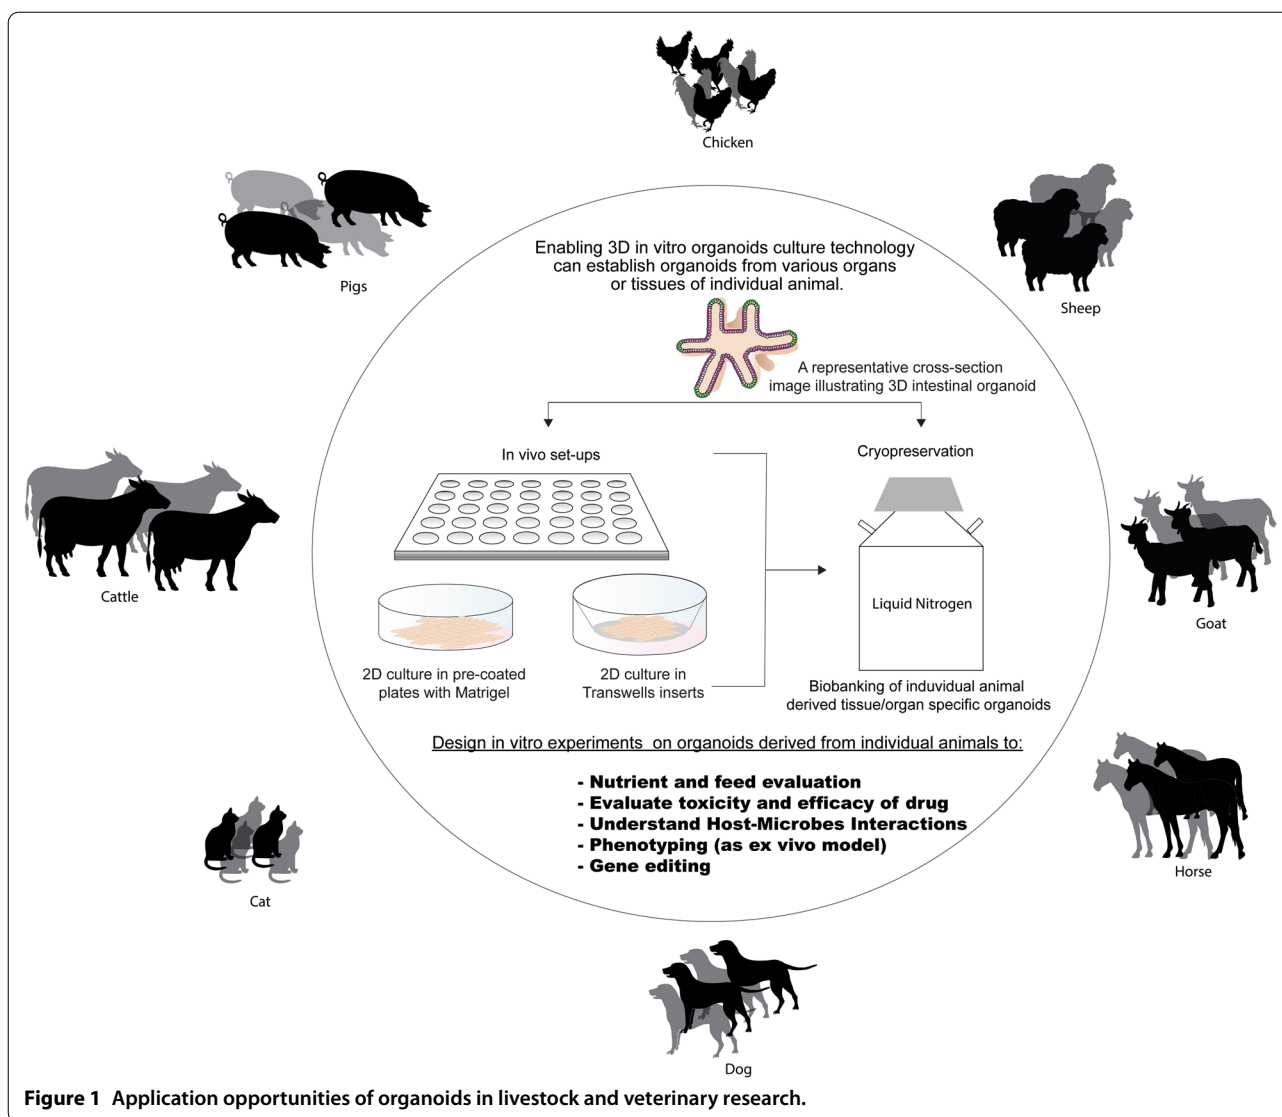 Chicken
Pigs
Sheep
Enabling 3D in vitro organoids culture technology
can establish organoids from various organs
or tissues of individual animal.
A representative cross-section
image illustrating 3D intestinal organoid
In vivo set-ups
Cryopreservation
Cattle
Liquid Nitrogen
Goat
2D culture in pre-coated
plates with Matrigel
2D culture in
Transwells inserts
Biobanking of induvidual animal
derived tissue/organ specific organoids
Design in vitro experiments on organoids derived from individual animals to:
- Nutrient and feed evaluation
- Evaluate toxicity and efficacy of drug
- Understand Host-Microbes Interactions
- Phenotyping (as ex vivo model)
- Gene editing
Horse
Cat
Dog
Figure 1 Application opportunities of organoids in livestock and veterinary research.